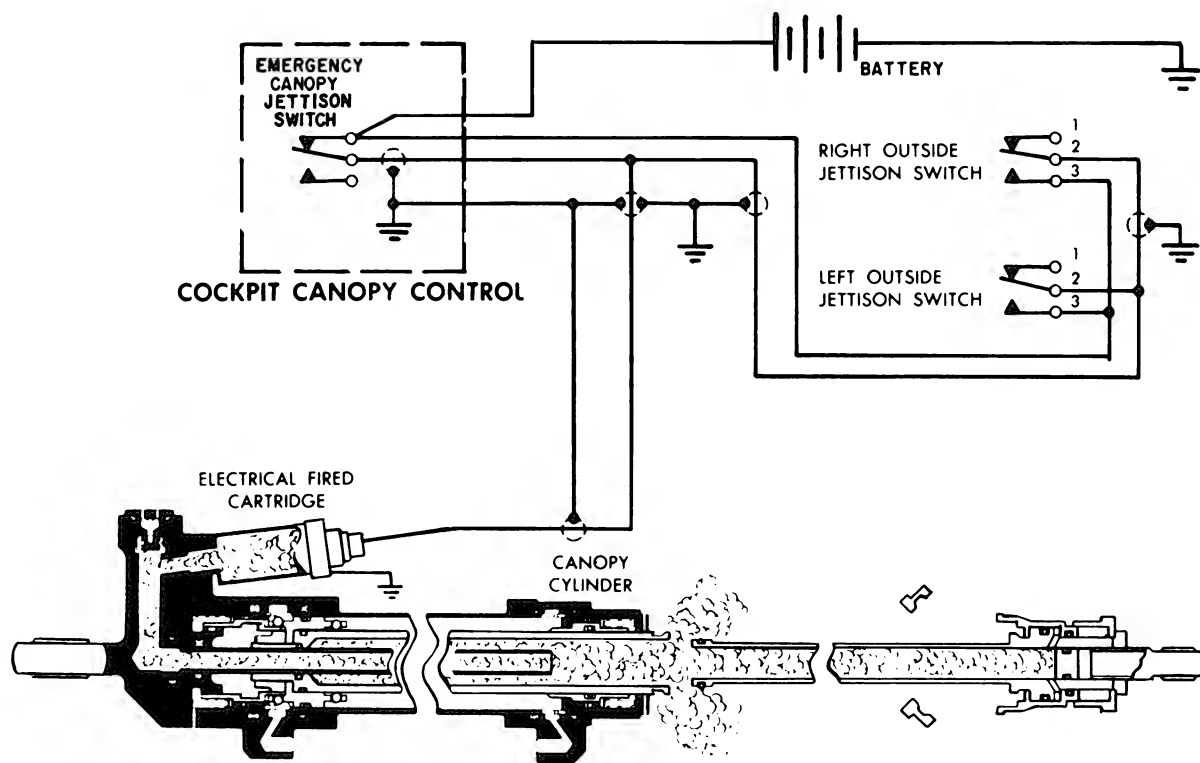 EMERGENCY
CANOPY
JETTISON
SWITCH
BATTERY
COCKPIT CANOPY CONTROL
RIGHT OUTSIDE
JETTISON SWITCH
1
2
3
LEFT OUTSIDE
JETTISON SWITCH
1
2
3
ELECTRICAL FIRED
CARTRIDGE
CANOPY
CYLINDER